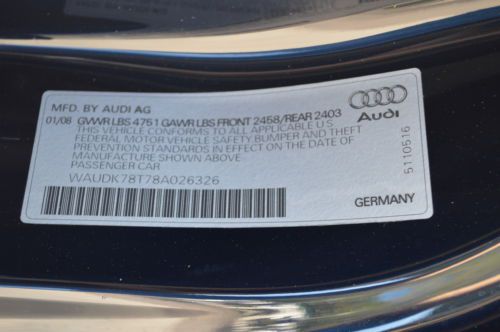 MFD. BY AUDI AG
01/08 GVWR LBS 4751 GAWR LBS FRONT 2458/REAR 2403
THIS VEHICLE CONFORMS TO ALL APPLICABLE U.S
FEDERAL MOTOR VEHICLE SAFETY BUMPER AND THEFT
PREVENTION STANDARDS IN EFFECT ON THE DATE OF
MANUFACTURE SHOWN ABOVE
PASSENGER CAR
WAUDK78T78A026326
Audi
5110516
GERMANY